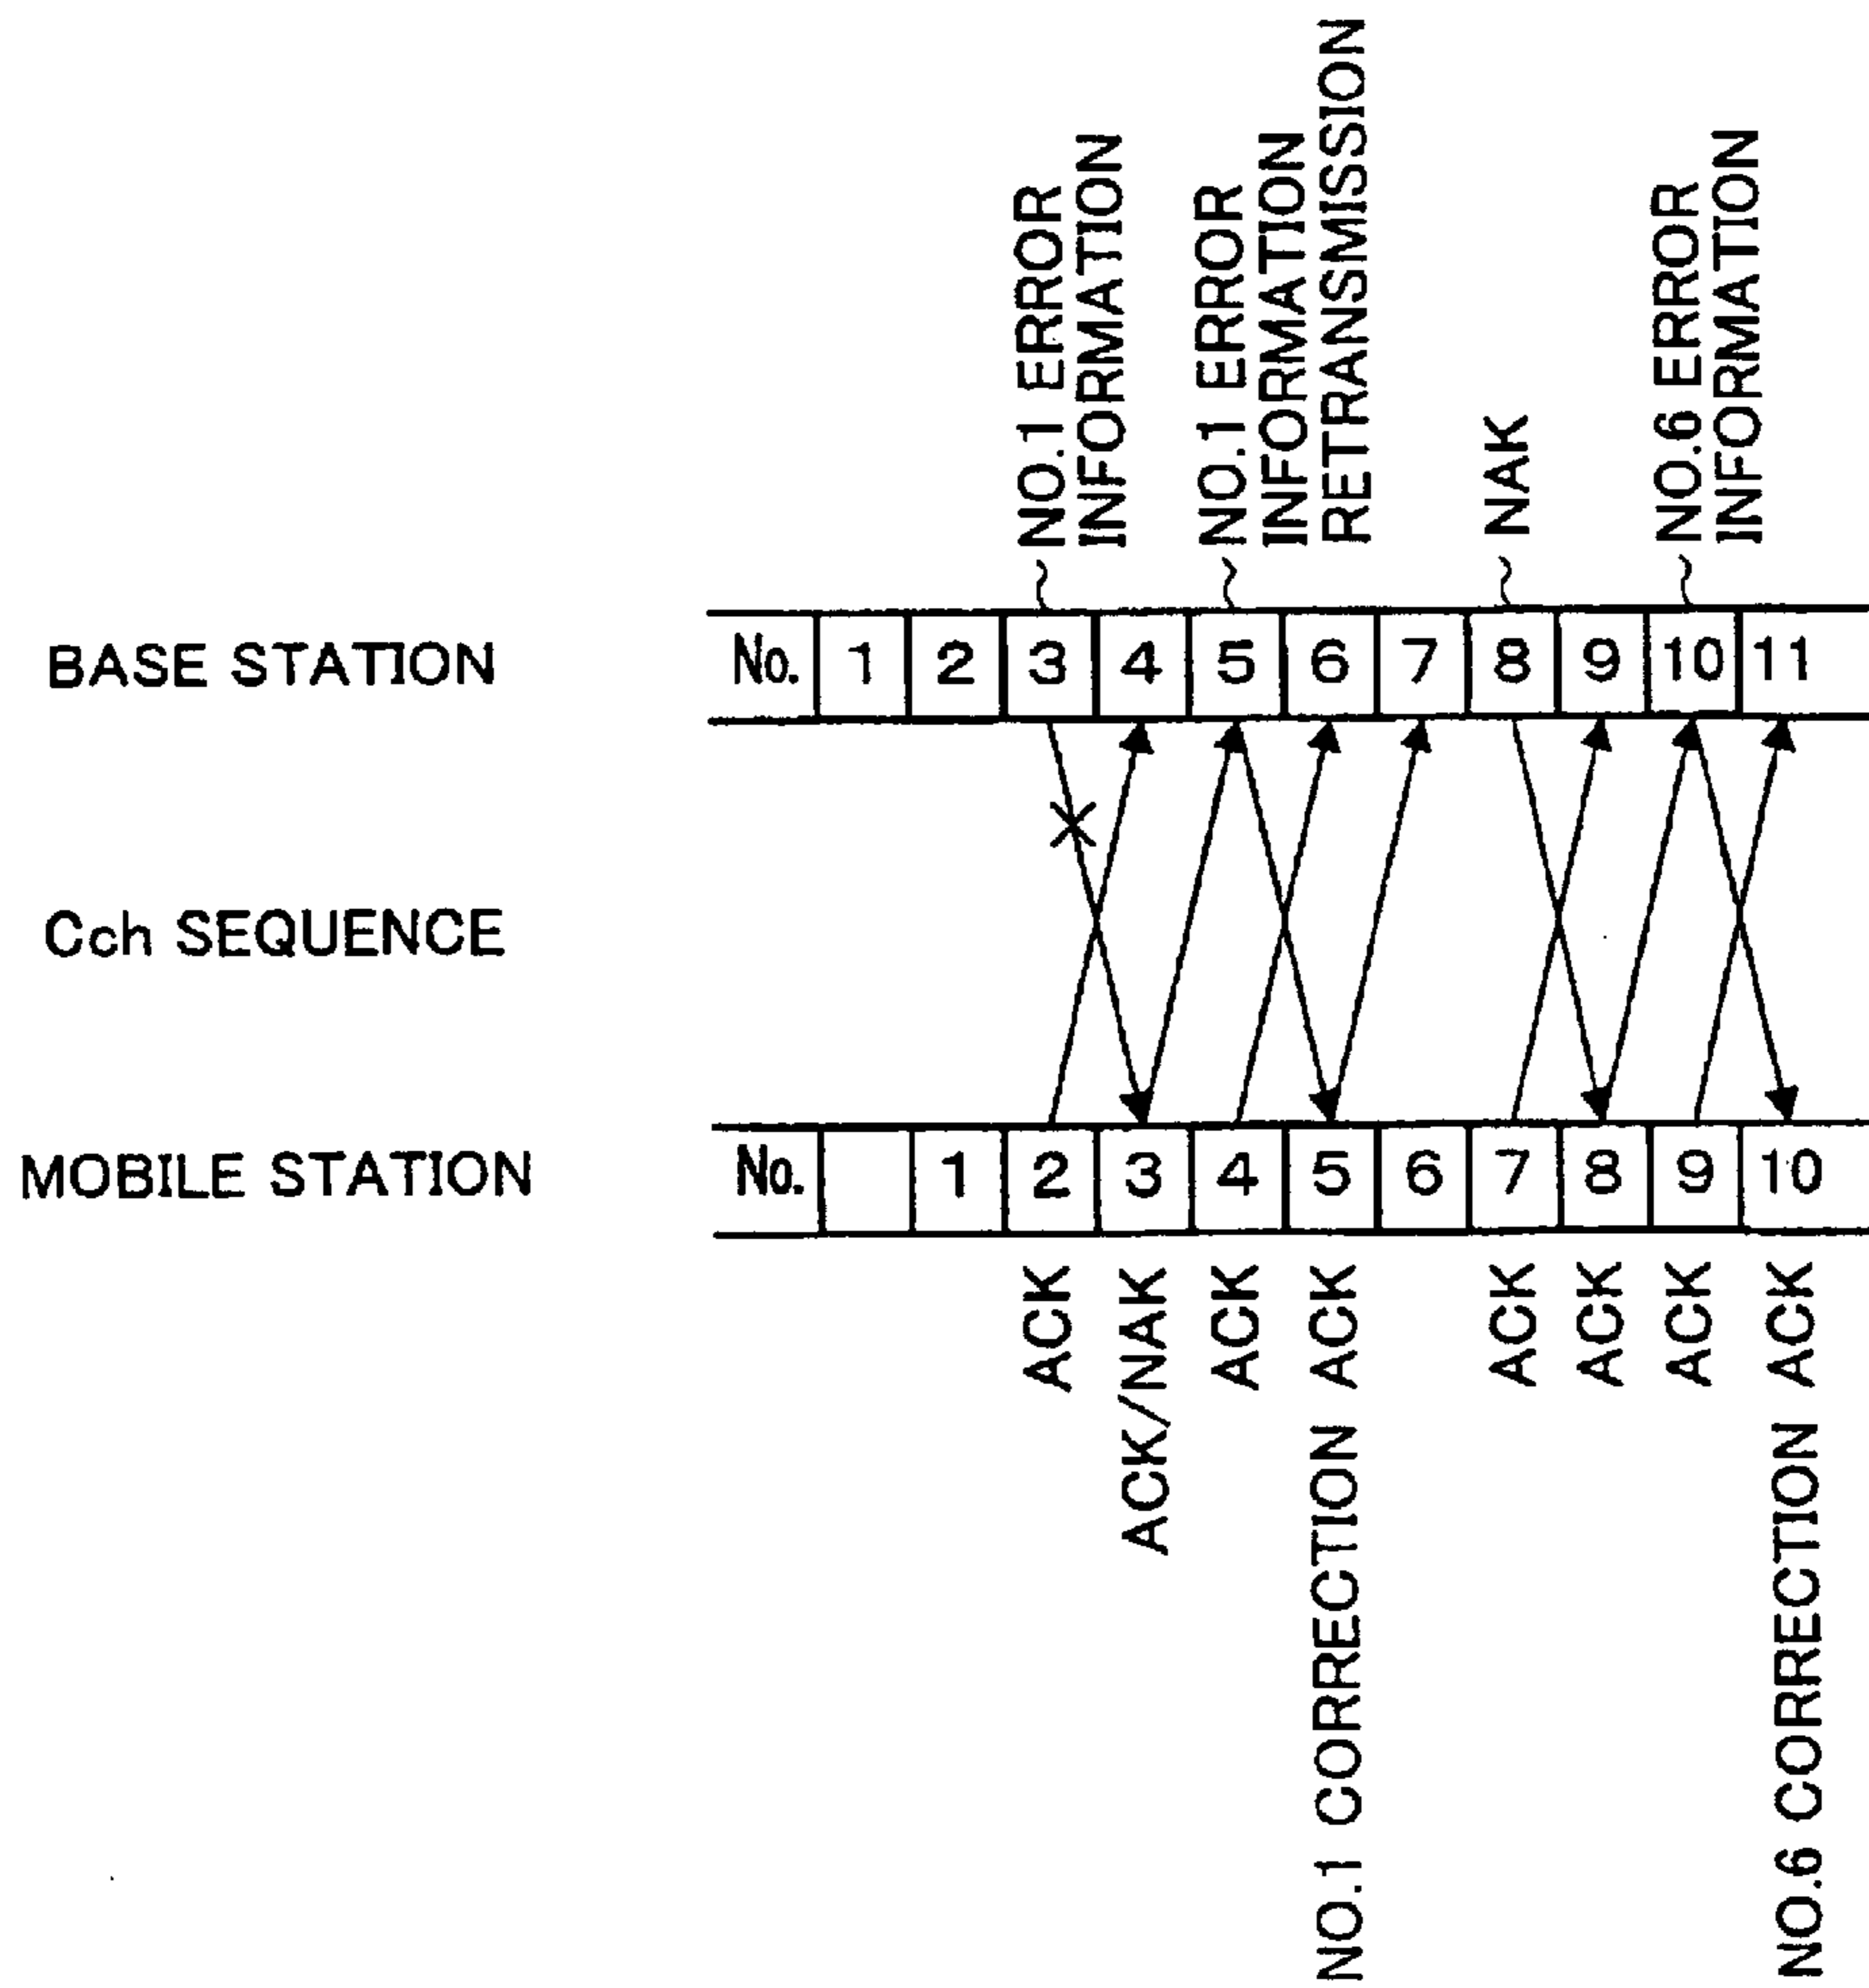 NO.1 ERROR
INFORMATION
NO.1 ERROR
INFORMATION
RETRANSMISSION
NAK
NO.6 ERROR
INFORMATION
BASE STATION
No. 1 2 3 4 5 6 7 8 9 10 11
Cch SEQUENCE
MOBILE STATION
No. 1 2 3 4 5 6 7 8 9 10
ACK
ACK/NAK
ACK
NO.1 CORRECTION ACK
ACK
ACK
ACK
NO.6 CORRECTION ACK